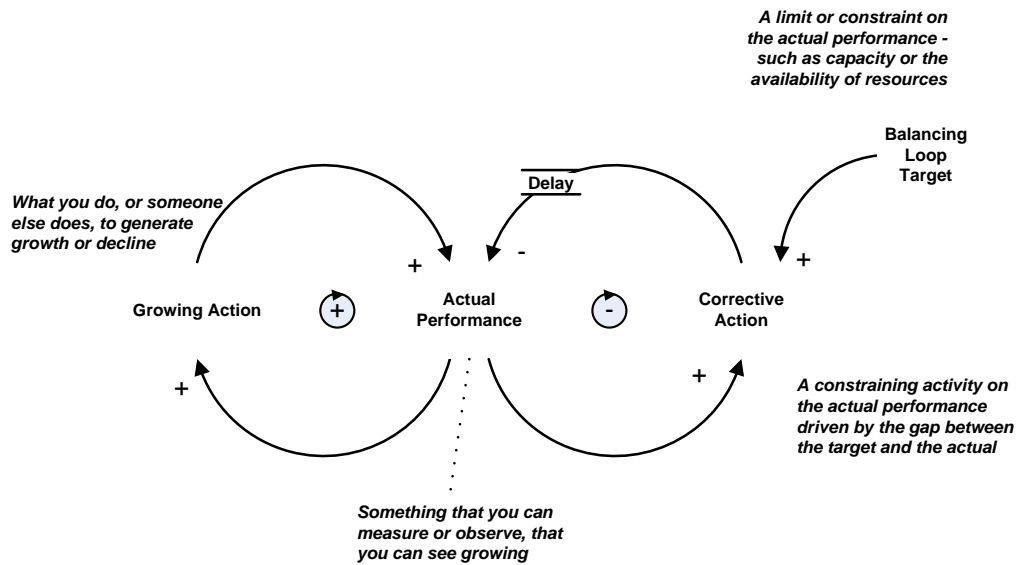 A limit or constraint on
the actual performance -
such as capacity or the
availability of resources
Balancing
Loop
Target
Delay
What you do, or someone
else does, to generate
growth or decline
-
+
+
Growing Action
+
Actual
Performance
-
Corrective
Action
+
+
A constraining activity on
the actual performance
driven by the gap between
the target and the actual
Something that you can
measure or observe, that
you can see growing